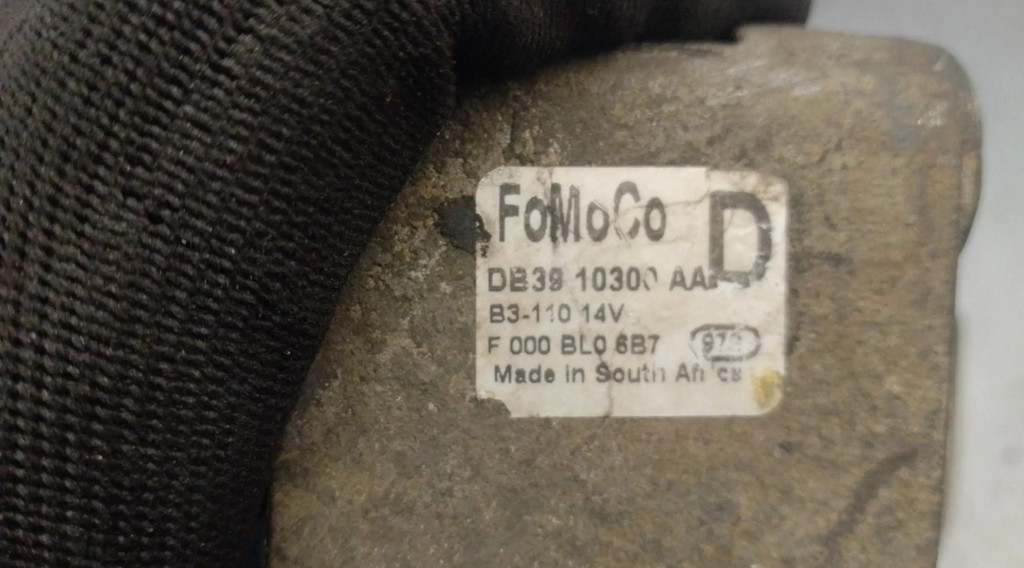 FoMoCo
D
DB39 10300 AA
B3-110 14V
F 000 BL0 6B7
Made in South Africa